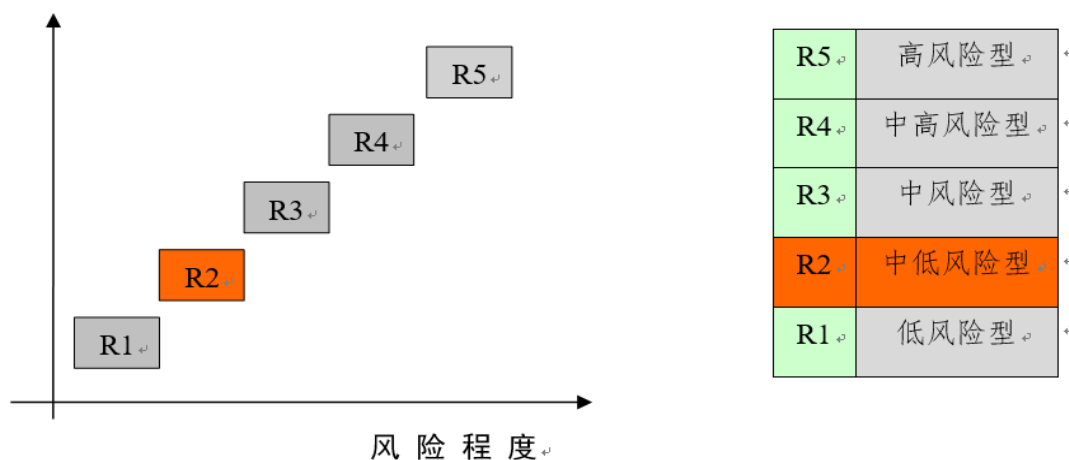 R5
R4
R3
R2
R1
风险程度
R5 高风险型
R4 中高风险型
R3 中风险型
R2 中低风险型
R1 低风险型